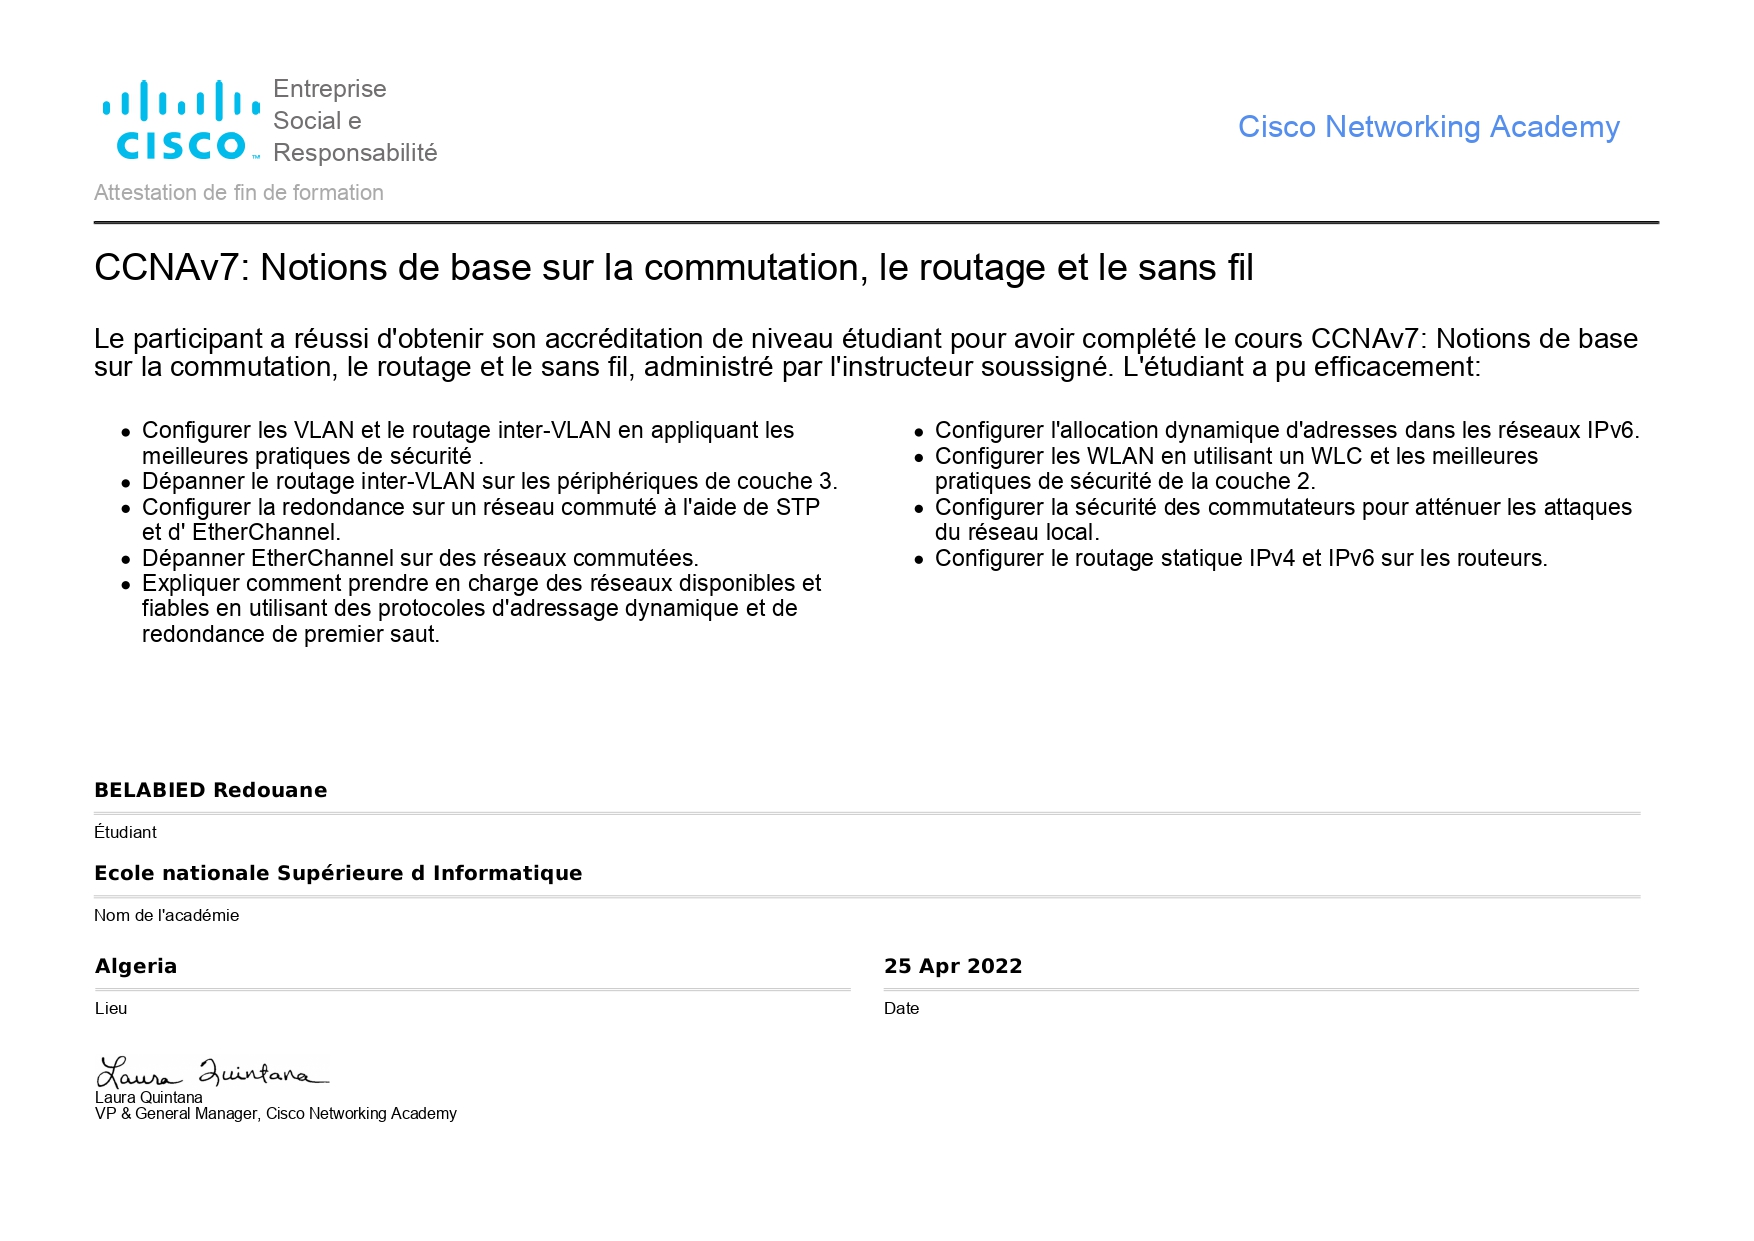 CISCO
Entreprise
Social e
Responsabilité
Cisco Networking Academy
Attestation de fin de formation
CCNAv7: Notions de base sur la commutation, le routage et le sans fil
Le participant a réussi d'obtenir son accréditation de niveau étudiant pour avoir complété le cours CCNAv7: Notions de base
sur la commutation, le routage et le sans fil, administré par l'instructeur soussigné. L'étudiant a pu efficacement:
• Configurer les VLAN et le routage inter-VLAN en appliquant les
meilleures pratiques de sécurité .
• Dépanner le routage inter-VLAN sur les périphériques de couche 3.
• Configurer la redondance sur un réseau commuté à l'aide de STP
et d' EtherChannel.
• Dépanner EtherChannel sur des réseaux commutées.
• Expliquer comment prendre en charge des réseaux disponibles et
fiables en utilisant des protocoles d'adressage dynamique et de
redondance de premier saut.
• Configurer l'allocation dynamique d'adresses dans les réseaux IPv6.
• Configurer les WLAN en utilisant un WLC et les meilleures
pratiques de sécurité de la couche 2.
• Configurer la sécurité des commutateurs pour atténuer les attaques
du réseau local.
• Configurer le routage statique IPv4 et IPv6 sur les routeurs.
BELABIED Redouane
Étudiant
Ecole nationale Supérieure d Informatique
Nom de l'académie
Algeria
Lieu
25 Apr 2022
Date
Laura Quintana
Laura Quintana
VP & General Manager, Cisco Networking Academy